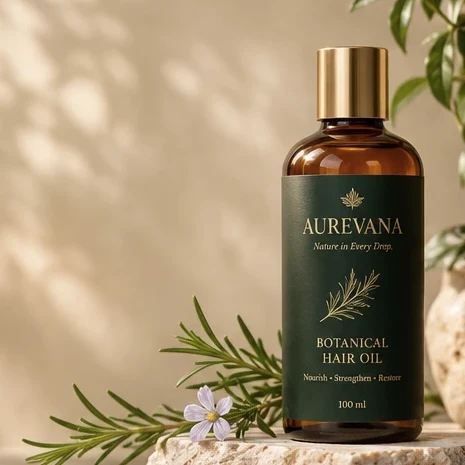 AUREVANA
Nature in Every Drop.
BOTANICAL
HAIR OIL
Nourish • Strengthen • Restore
100 ml